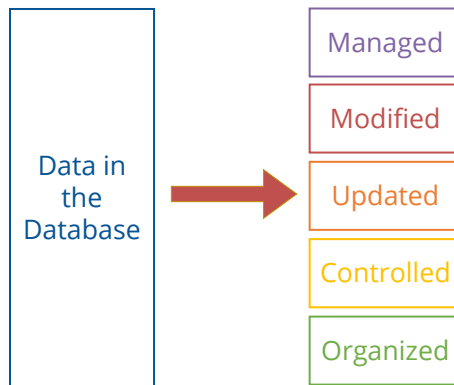 Data in
the
Database
Managed
Modified
Updated
Controlled
Organized